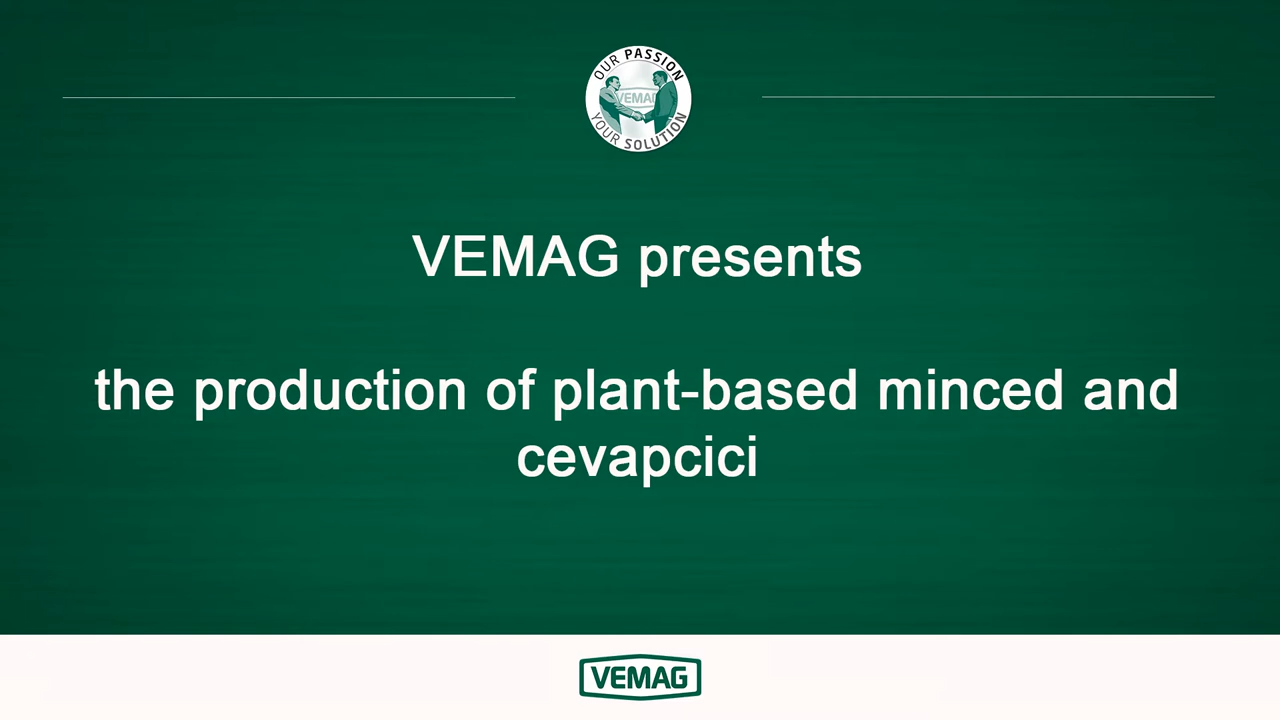 OUR PASSION
VEMAG
YOUR SOLUTION
VEMAG presents
the production of plant-based minced and
cevapcici
VEMAG